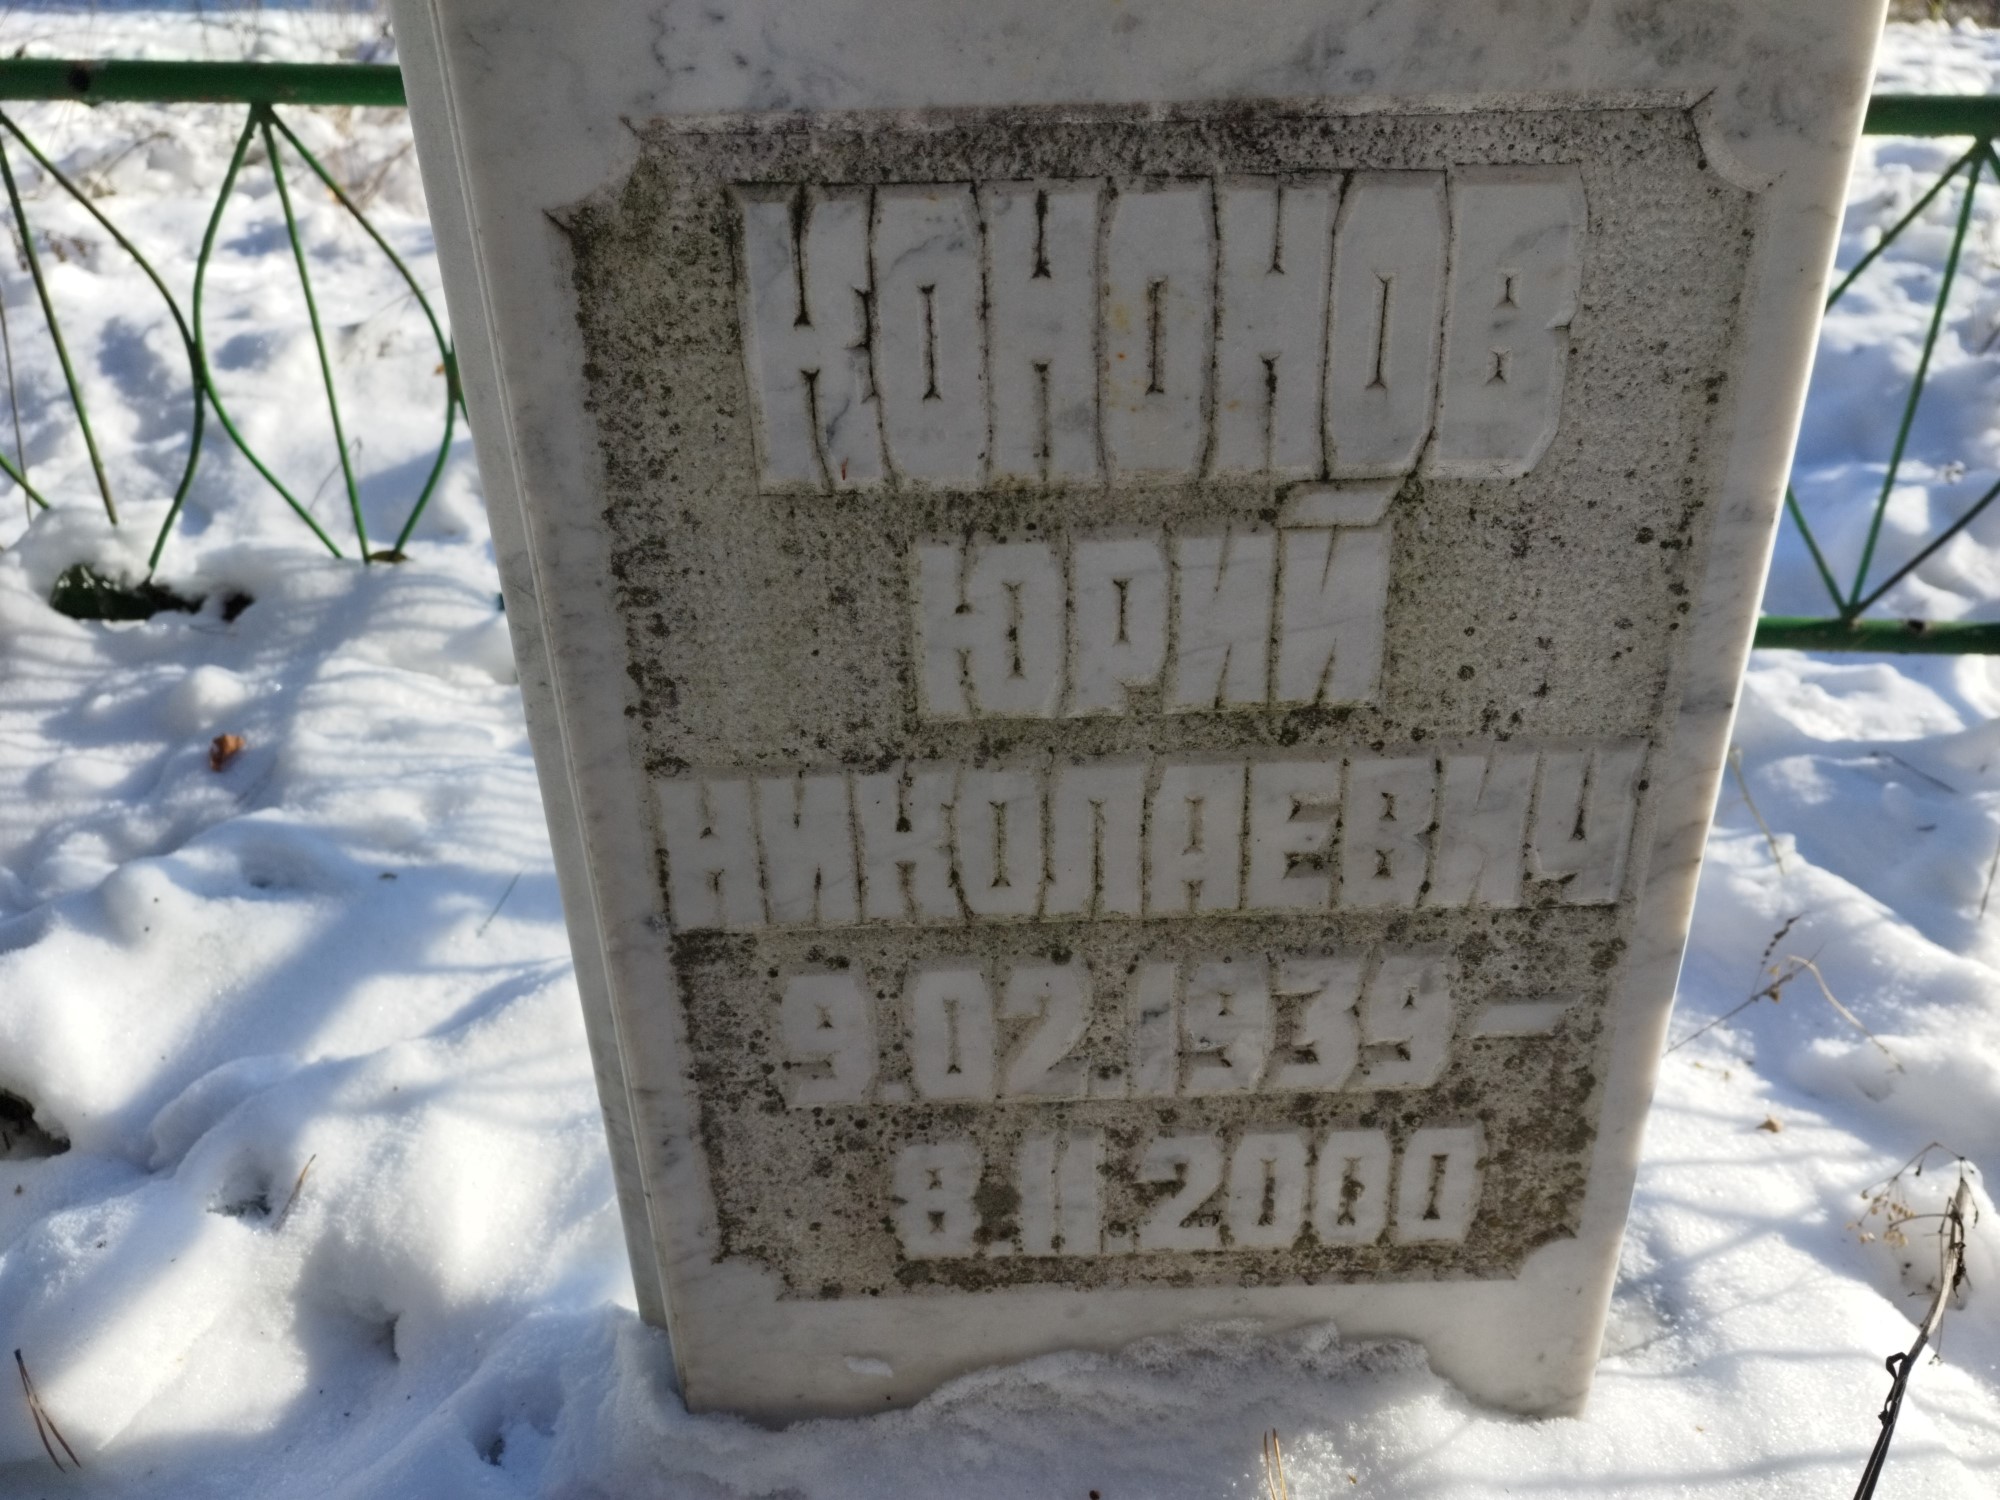 КОНОНОВ
ЮРИЙ
НИКОЛАЕВИЧ
9.02.1939–
8.11.2000